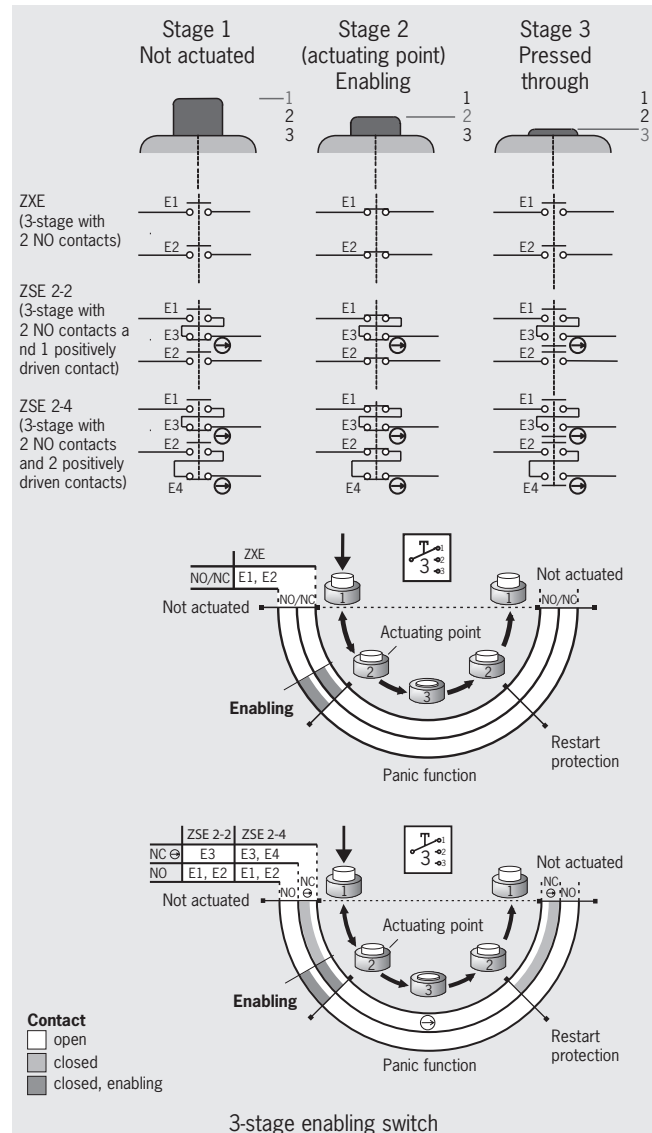 Stage 1
Not actuated
Stage 2
(actuating point)
Enabling
Stage 3
Pressed
through
1
2
3
1
2
3
1
2
3
ZXE
(3-stage with
2 NO contacts)
E1
E2
E1
E2
E1
E2
ZSE 2-2
(3-stage with
2 NO contacts a
nd 1 positively
driven contact)
E1
E3
E2
E1
E3
E2
E1
E3
E2
ZSE 2-4
(3-stage with
2 NO contacts
and 2 positively
driven contacts)
E1
E3
E2
E4
E1
E3
E2
E4
E1
E3
E2
E4
ZXE
NO/NC E1, E2
Not actuated
NO/NC
1
3
1
2
3
1
Not actuated
NO/NC
Actuating point
2
3
2
Enabling
Panic function
Restart
protection
ZSE 2-2 ZSE 2-4
NC E3 E3, E4
NO E1, E2 E1, E2
Not actuated
NO
NC
1
3
1
2
3
1
Not actuated
NC
NO
Actuating point
2
3
2
Enabling
Panic function
Restart
protection
Contact
open
closed
closed, enabling
3-stage enabling switch